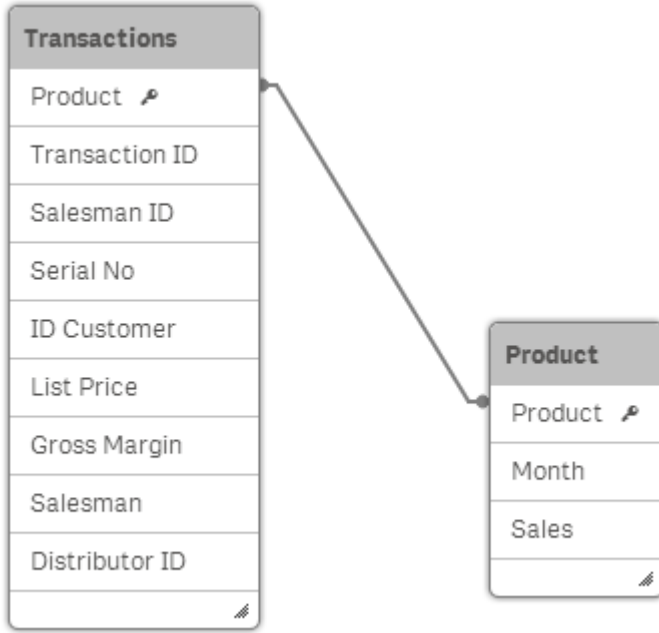 Transactions
Product
Transaction ID
Salesman ID
Serial No
ID Customer
List Price
Gross Margin
Salesman
Distributor ID
Product
Product
Month
Sales